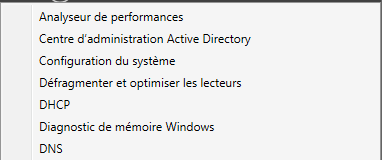 Analyseur de performances
Centre d'administration Active Directory
Configuration du système
Défragmenter et optimiser les lecteurs
DHCP
Diagnostic de mémoire Windows
DNS